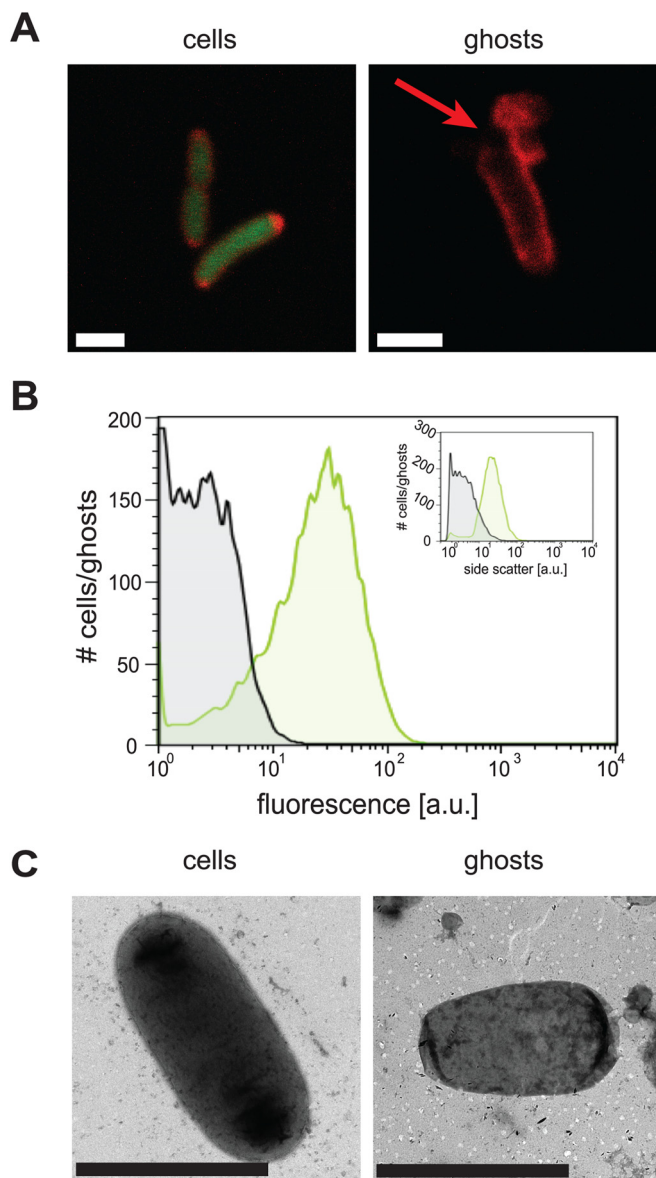 A
cells
ghosts
B
200
150
100
50
0
# cells/ghosts
10⁰
10¹
10²
10³
10⁴
fluorescence [a.u.]
300
200
100
0
# cells/ghosts
10⁰
10¹
10²
10³
10⁴
side scatter [a.u.]
C
cells
ghosts